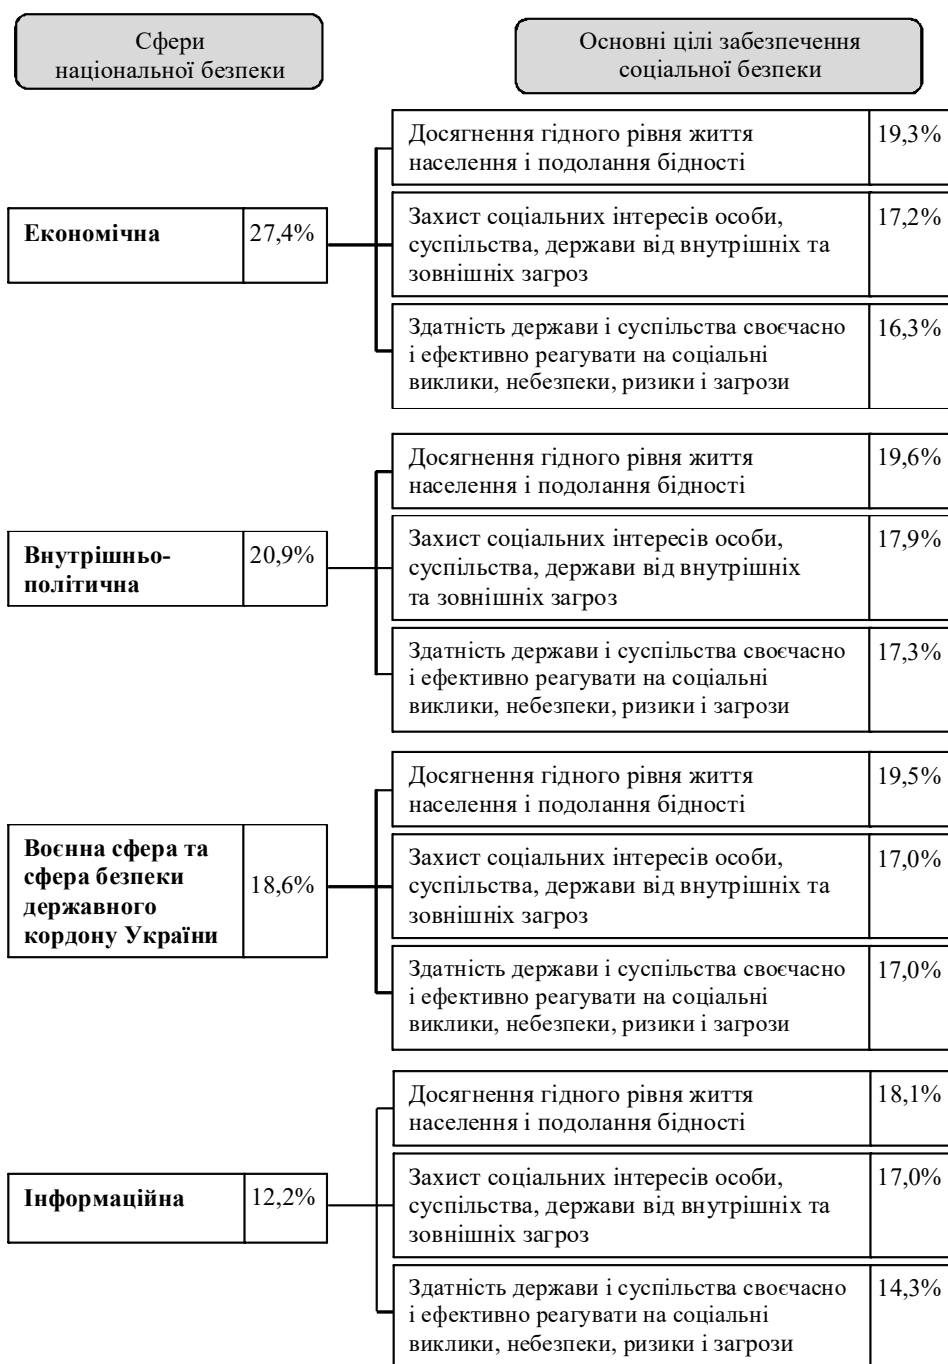 Сфери
національної безпеки
Основні цілі забезпечення
соціальної безпеки
Економічна
27,4%
Досягнення гідного рівня життя
населення і подолання бідності
19,3%
Захист соціальних інтересів особи,
суспільства, держави від внутрішніх та
зовнішніх загроз
17,2%
Здатність держави і суспільства своєчасно
і ефективно реагувати на соціальні
виклики, небезпеки, ризики і загрози
16,3%
Внутрішньо-
політична
20,9%
Досягнення гідного рівня життя
населення і подолання бідності
19,6%
Захист соціальних інтересів особи,
суспільства, держави від внутрішніх
та зовнішніх загроз
17,9%
Здатність держави і суспільства своєчасно
і ефективно реагувати на соціальні
виклики, небезпеки, ризики і загрози
17,3%
Воєнна сфера та
сфера безпеки
державного
кордону України
18,6%
Досягнення гідного рівня життя
населення і подолання бідності
19,5%
Захист соціальних інтересів особи,
суспільства, держави від внутрішніх та
зовнішніх загроз
17,0%
Здатність держави і суспільства своєчасно
і ефективно реагувати на соціальні
виклики, небезпеки, ризики і загрози
17,0%
Інформаційна
12,2%
Досягнення гідного рівня життя
населення і подолання бідності
18,1%
Захист соціальних інтересів особи,
суспільства, держави від внутрішніх та
зовнішніх загроз
17,0%
Здатність держави і суспільства своєчасно
і ефективно реагувати на соціальні
виклики, небезпеки, ризики і загрози
14,3%